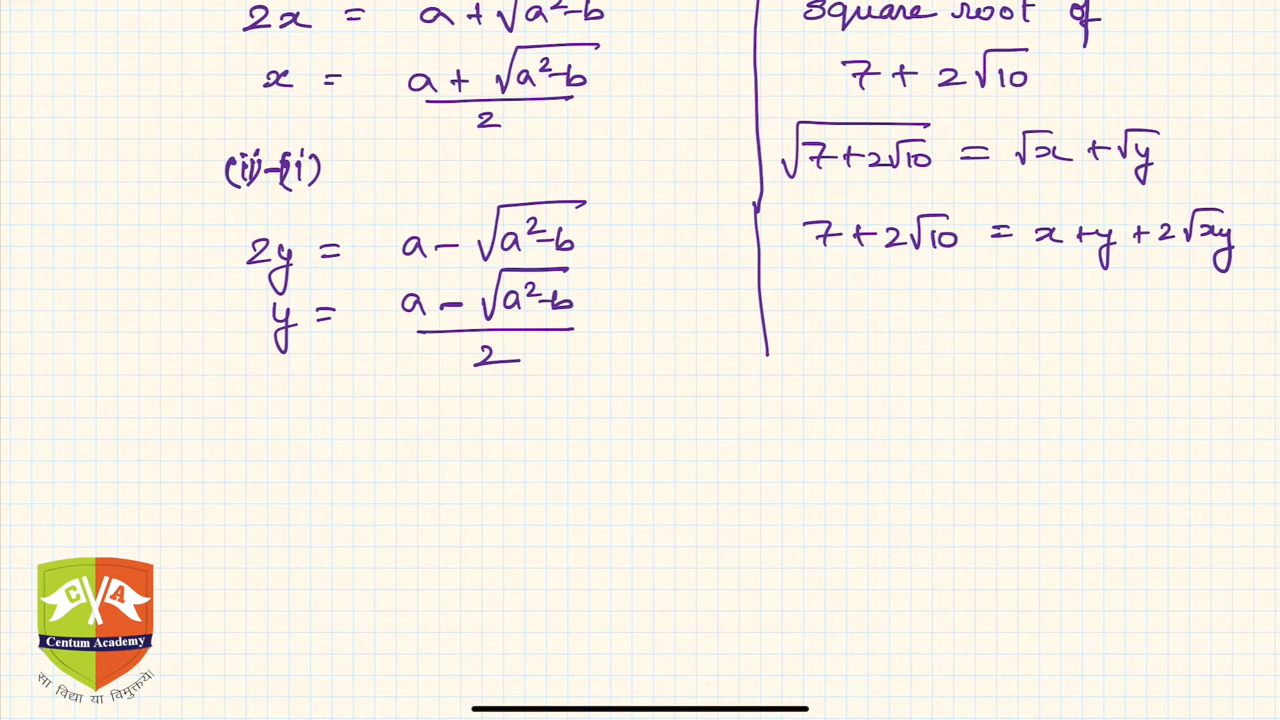 2x = a + √a²-b
x = a + √a²-b
2
(ii)-(i)
2y = a - √a²-b
y = a - √a²-b
2
square root of
7 + 2√10
√7+2√10 = √x + √y
7 + 2√10 = x + y + 2√xy
C A
Centum Academy
सा विद्या या विमुक्तये।